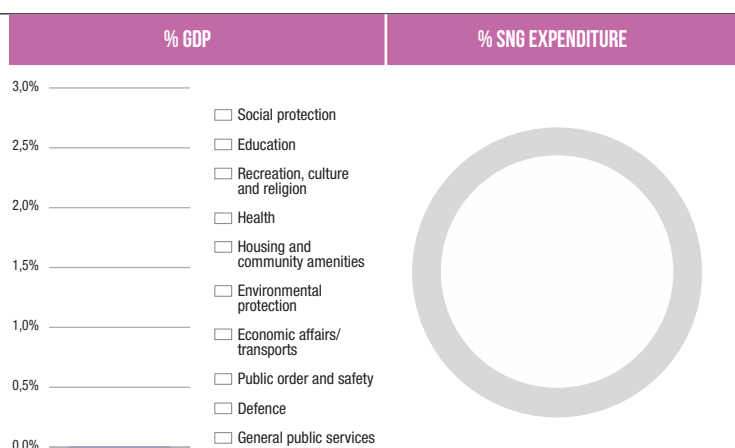 % GDP
% SNG EXPENDITURE
3,0%
2,5%
2,0%
1,5%
1,0%
0,5%
0,0%
Social protection
Education
Recreation, culture
and religion
Health
Housing and
community amenities
Environmental
protection
Economic affairs/
transports
Public order and safety
Defence
General public services